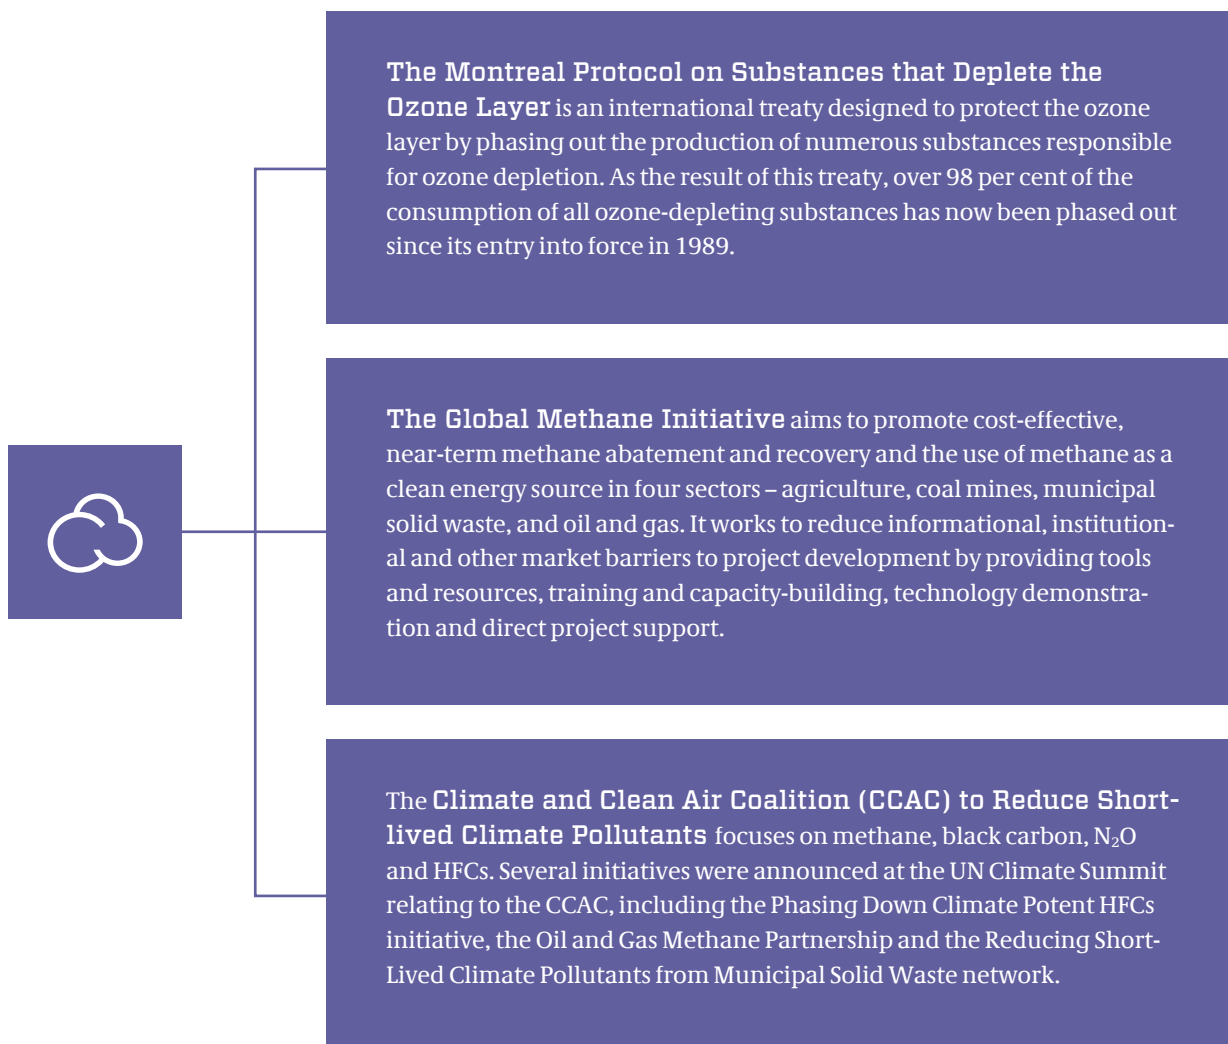 The Montreal Protocol on Substances that Deplete the
Ozone Layer is an international treaty designed to protect the ozone
layer by phasing out the production of numerous substances responsible
for ozone depletion. As the result of this treaty, over 98 per cent of the
consumption of all ozone-depleting substances has now been phased out
since its entry into force in 1989.
The Global Methane Initiative aims to promote cost-effective,
near-term methane abatement and recovery and the use of methane as a
clean energy source in four sectors – agriculture, coal mines, municipal
solid waste, and oil and gas. It works to reduce informational, institution-
al and other market barriers to project development by providing tools
and resources, training and capacity-building, technology demonstra-
tion and direct project support.
The Climate and Clean Air Coalition (CCAC) to Reduce Short-
lived Climate Pollutants focuses on methane, black carbon, N₂O
and HFCs. Several initiatives were announced at the UN Climate Summit
relating to the CCAC, including the Phasing Down Climate Potent HFCs
initiative, the Oil and Gas Methane Partnership and the Reducing Short-
Lived Climate Pollutants from Municipal Solid Waste network.